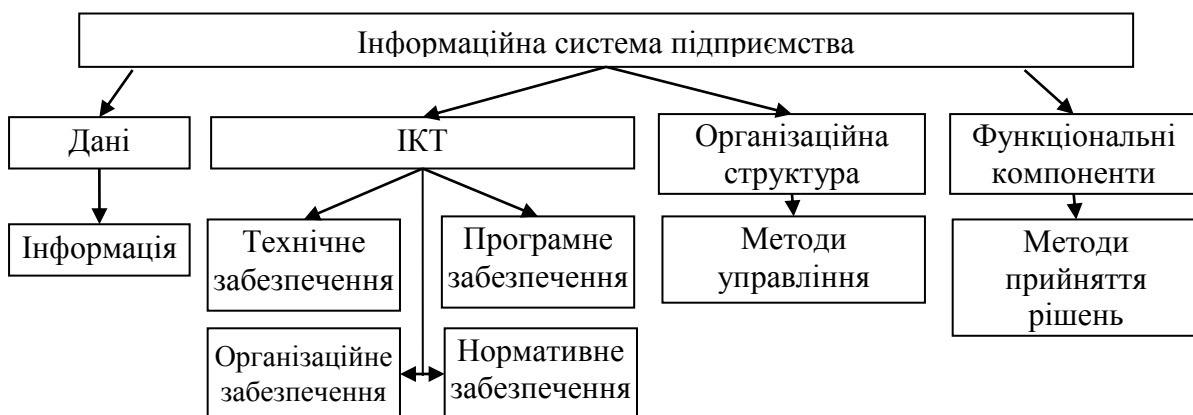 Інформаційна система підприємства
Дані
ІКТ
Організаційна
структура
Функціональні
компоненти
Інформація
Технічне
забезпечення
Програмне
забезпечення
Методи
управління
Методи
прийняття
рішень
Організаційне
забезпечення
Нормативне
забезпечення